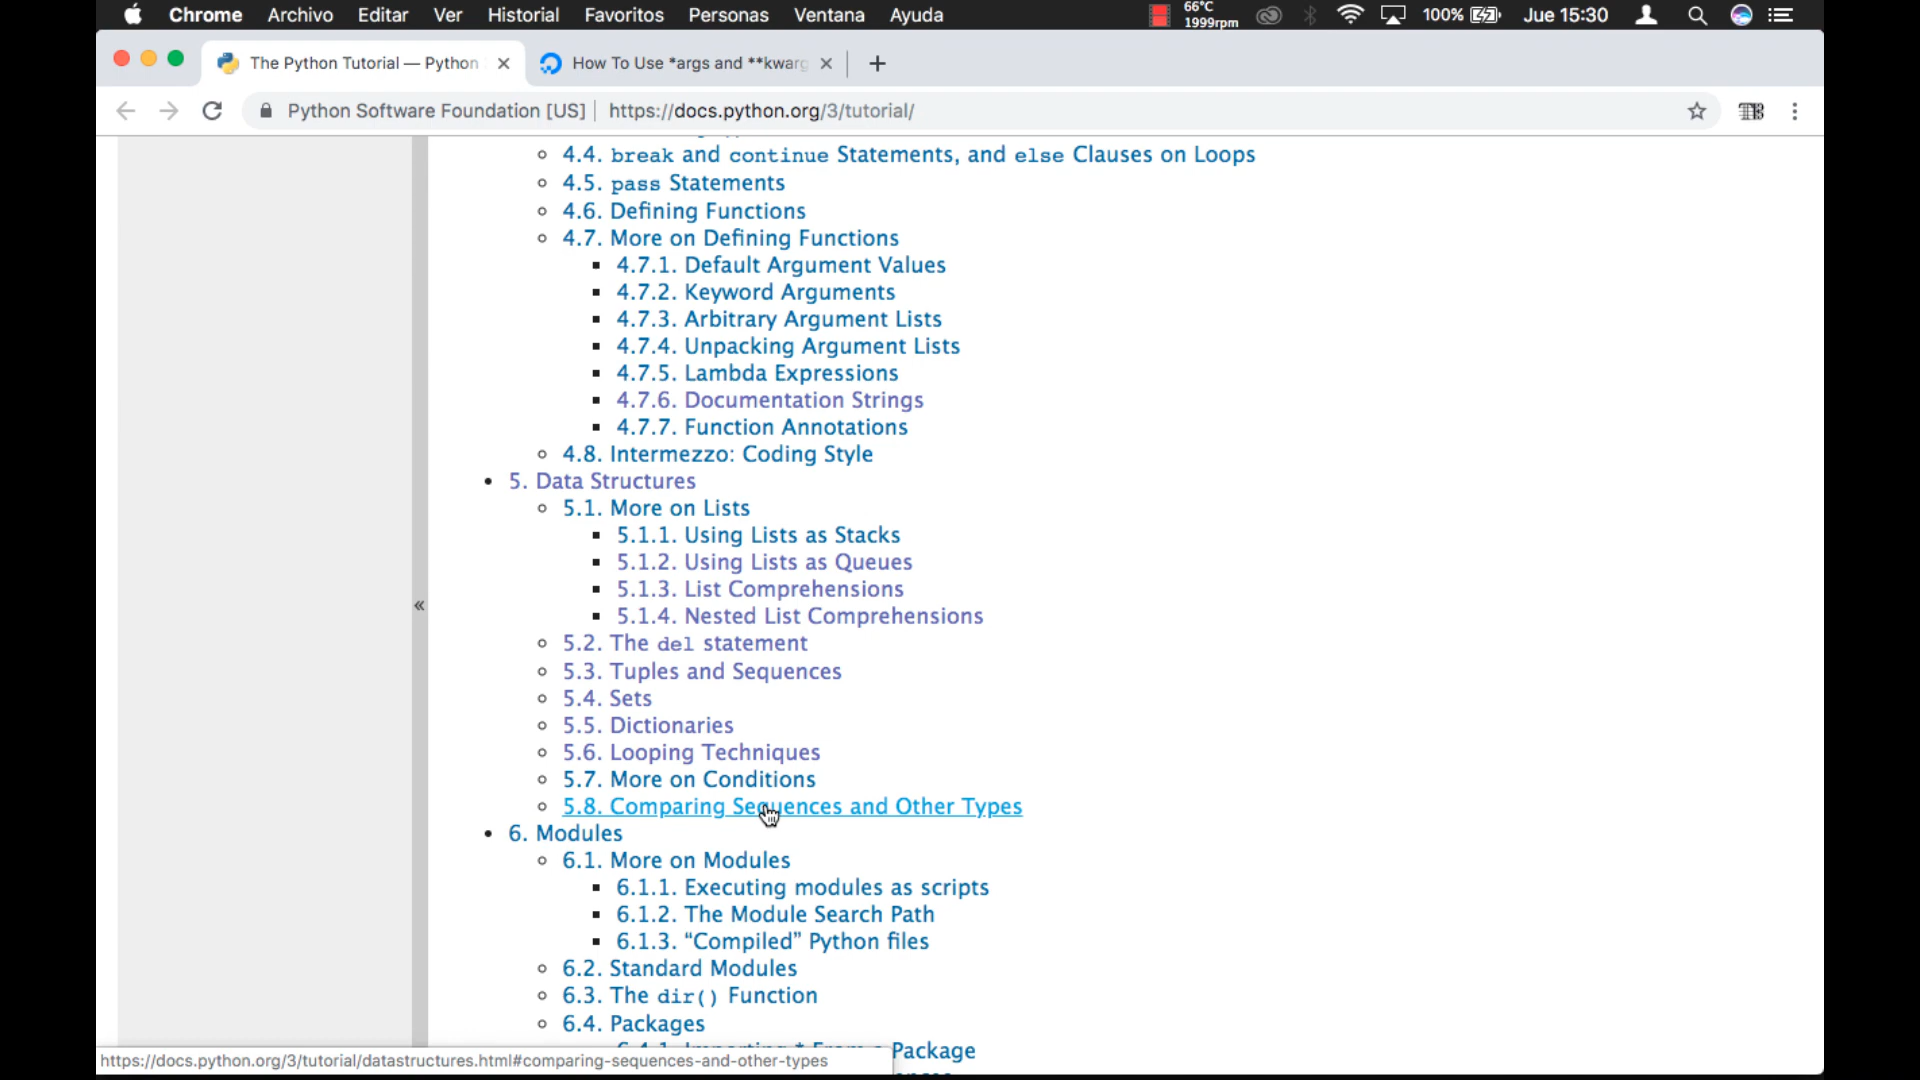 Chrome Archivo Editar Ver Historial Favoritos Personas Ventana Ayuda 66°C 1999rpm 100% Jue 15:30
The Python Tutorial — Python How To Use *args and **kwarg
Python Software Foundation [US] https://docs.python.org/3/tutorial/
4.4. break and continue Statements, and else Clauses on Loops
4.5. pass Statements
4.6. Defining Functions
4.7. More on Defining Functions
4.7.1. Default Argument Values
4.7.2. Keyword Arguments
4.7.3. Arbitrary Argument Lists
4.7.4. Unpacking Argument Lists
4.7.5. Lambda Expressions
4.7.6. Documentation Strings
4.7.7. Function Annotations
4.8. Intermezzo: Coding Style
5. Data Structures
5.1. More on Lists
5.1.1. Using Lists as Stacks
5.1.2. Using Lists as Queues
5.1.3. List Comprehensions
5.1.4. Nested List Comprehensions
5.2. The del statement
5.3. Tuples and Sequences
5.4. Sets
5.5. Dictionaries
5.6. Looping Techniques
5.7. More on Conditions
5.8. Comparing Sequences and Other Types
6. Modules
6.1. More on Modules
6.1.1. Executing modules as scripts
6.1.2. The Module Search Path
6.1.3. “Compiled” Python files
6.2. Standard Modules
6.3. The dir() Function
6.4. Packages
6.4.1. Importing * From a Package
https://docs.python.org/3/tutorial/datastructures.html#comparing-sequences-and-other-types